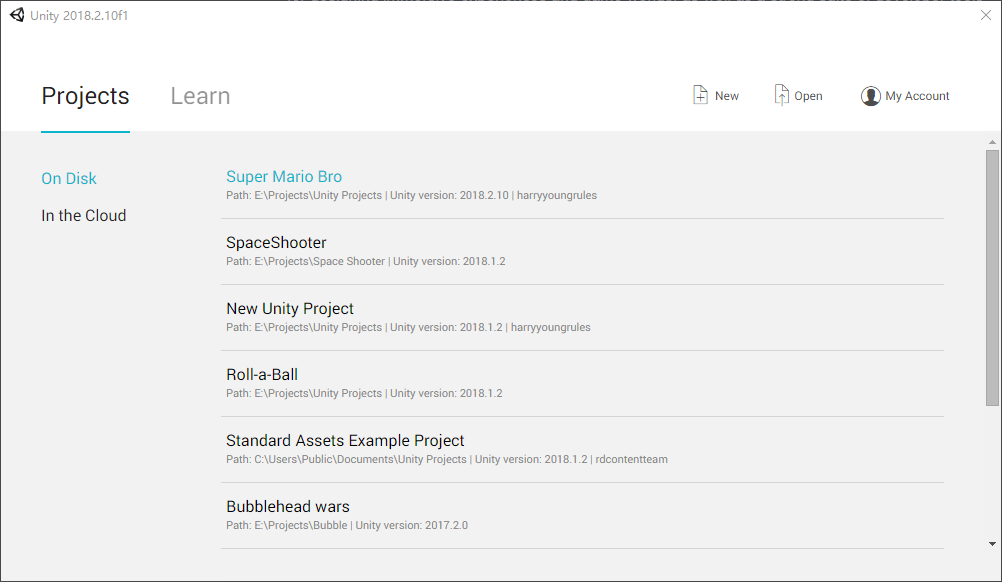 Unity 2018.2.10f1
Projects
Learn
New
Open
My Account
On Disk
In the Cloud
Super Mario Bro
Path: E:\Projects\Unity Projects | Unity version: 2018.2.10 | harryyoungrules
SpaceShooter
Path: E:\Projects\Space Shooter | Unity version: 2018.1.2
New Unity Project
Path: E:\Projects\Unity Projects | Unity version: 2018.1.2 | harryyoungrules
Roll-a-Ball
Path: E:\Projects\Unity Projects | Unity version: 2018.1.2
Standard Assets Example Project
Path: C:\Users\Public\Documents\Unity Projects | Unity version: 2018.1.2 | rdcontentteam
Bubblehead wars
Path: E:\Projects\Bubble | Unity version: 2017.2.0